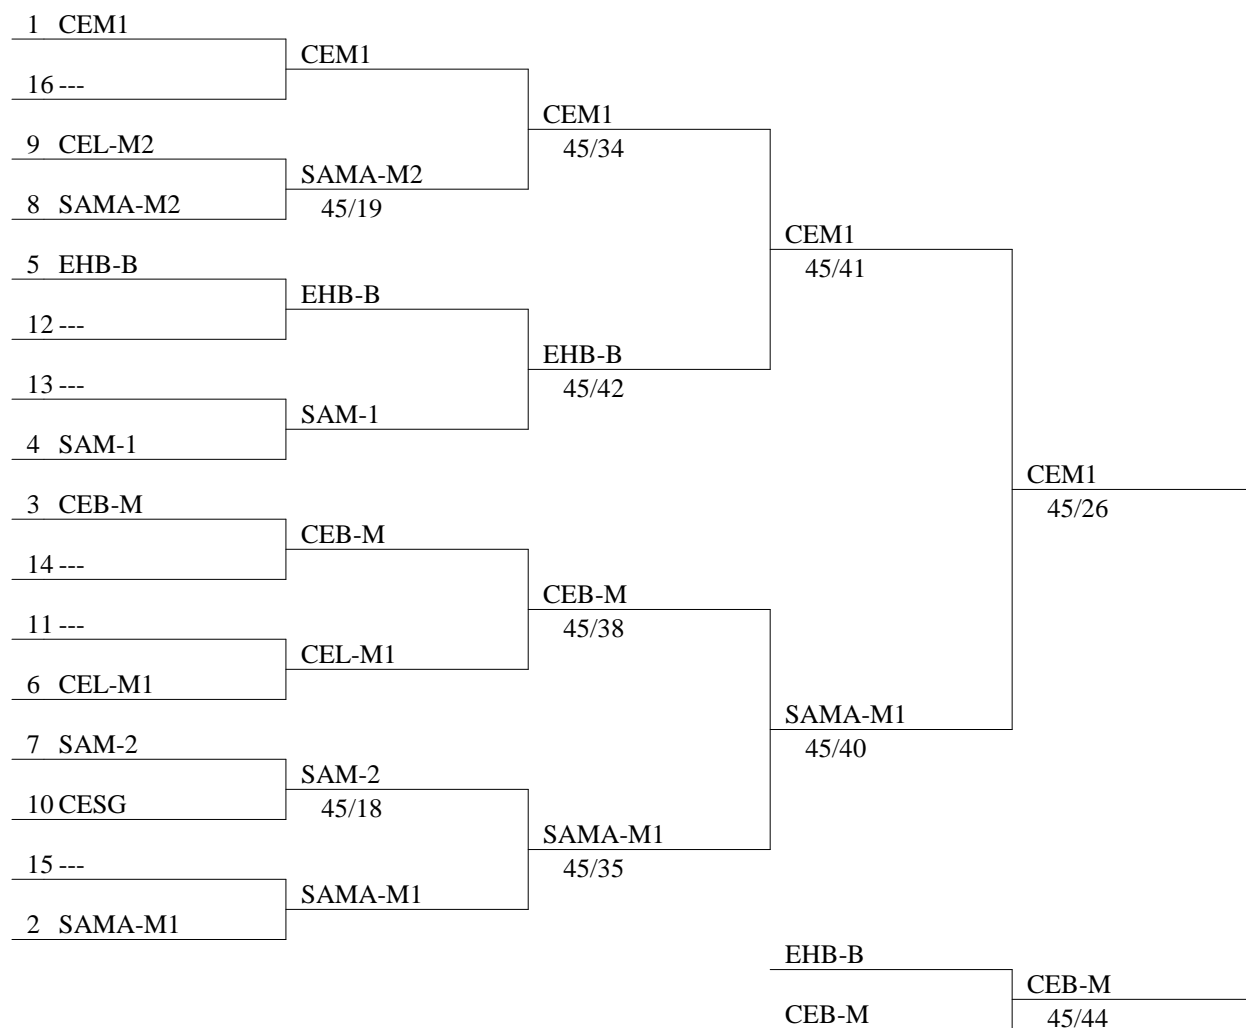 1 CEM1
16 ---
9 CEL-M2
8 SAMA-M2
5 EHB-B
12 ---
13 ---
4 SAM-1
3 CEB-M
14 ---
11 ---
6 CEL-M1
7 SAM-2
10 CESG
15 ---
2 SAMA-M1
CEM1
SAMA-M2
45/19
EHB-B
SAM-1
CEB-M
CEL-M1
SAM-2
45/18
SAMA-M1
CEM1
45/34
EHB-B
45/42
CEB-M
45/38
SAMA-M1
45/35
CEM1
45/41
SAMA-M1
45/40
CEM1
45/26
EHB-B
CEB-M
CEB-M
45/44